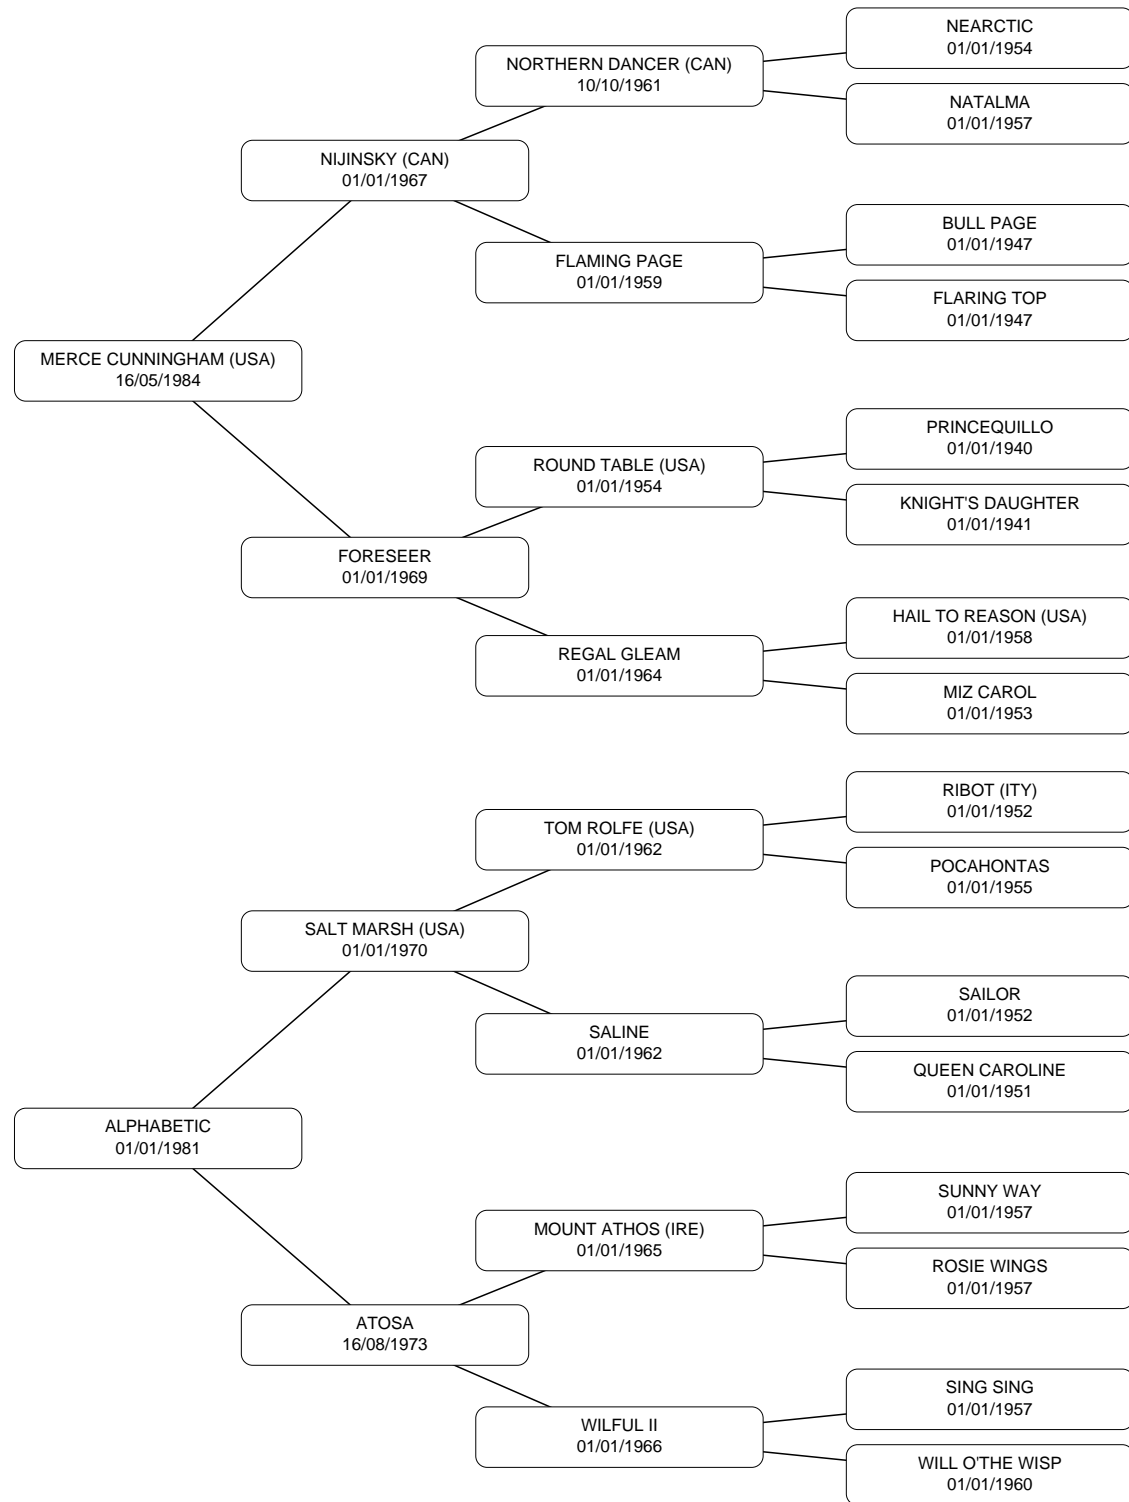 NEARCTIC
01/01/1954
NORTHERN DANCER (CAN)
10/10/1961
NATALMA
01/01/1957
NIJINSKY (CAN)
01/01/1967
BULL PAGE
01/01/1947
FLAMING PAGE
01/01/1959
FLARING TOP
01/01/1947
MERCE CUNNINGHAM (USA)
16/05/1984
PRINCEQUILLO
01/01/1940
ROUND TABLE (USA)
01/01/1954
KNIGHT'S DAUGHTER
01/01/1941
FORESEER
01/01/1969
HAIL TO REASON (USA)
01/01/1958
REGAL GLEAM
01/01/1964
MIZ CAROL
01/01/1953
RIBOT (ITY)
01/01/1952
TOM ROLFE (USA)
01/01/1962
POCAHONTAS
01/01/1955
SALT MARSH (USA)
01/01/1970
SAILOR
01/01/1952
SALINE
01/01/1962
QUEEN CAROLINE
01/01/1951
ALPHABETIC
01/01/1981
SUNNY WAY
01/01/1957
MOUNT ATHOS (IRE)
01/01/1965
ROSIE WINGS
01/01/1957
ATOSA
16/08/1973
SING SING
01/01/1957
WILFUL II
01/01/1966
WILL O'THE WISP
01/01/1960